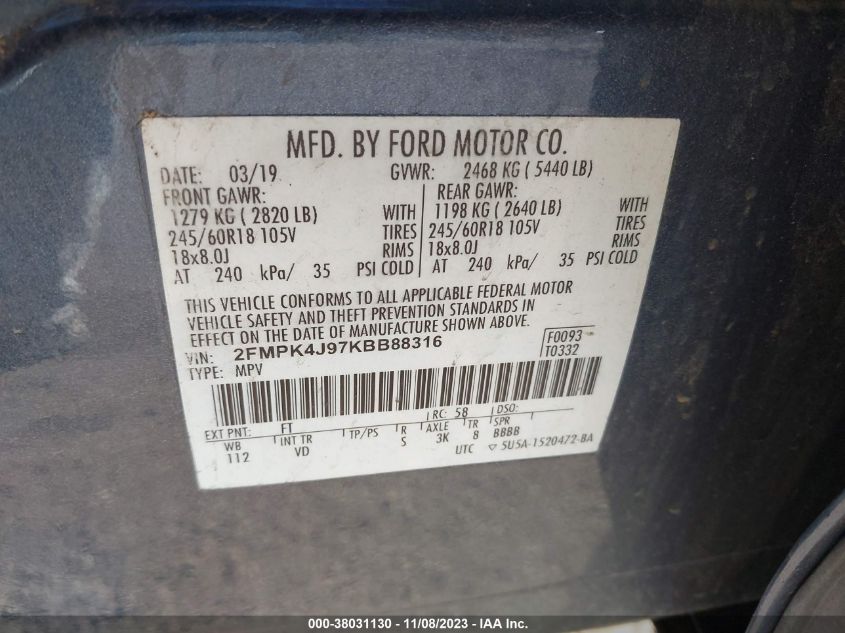 MFD. BY FORD MOTOR CO.
DATE: 03/19 GVWR: 2468 KG ( 5440 LB)
FRONT GAWR: REAR GAWR:
1279 KG ( 2820 LB) WITH 1198 KG ( 2640 LB) WITH
245/60R18 105V TIRES 245/60R18 105V TIRES
18x8.0J RIMS 18x8.0J RIMS
AT 240 kPa/ 35 PSI COLD AT 240 kPa/ 35 PSI COLD
THIS VEHICLE CONFORMS TO ALL APPLICABLE FEDERAL MOTOR
VEHICLE SAFETY AND THEFT PREVENTION STANDARDS IN
EFFECT ON THE DATE OF MANUFACTURE SHOWN ABOVE.
VIN: 2FMPK4J97KBB88316 F0093
TYPE: MPV T0332
EXT PNT: FT RC: 58 DSO:
WB INT TR TP/PS R AXLE TR SPR
112 VD S 3K 8 BBBB
UTC ▽ 5U5A-1520472-BA
000-38031130 - 11/08/2023 - IAA Inc.